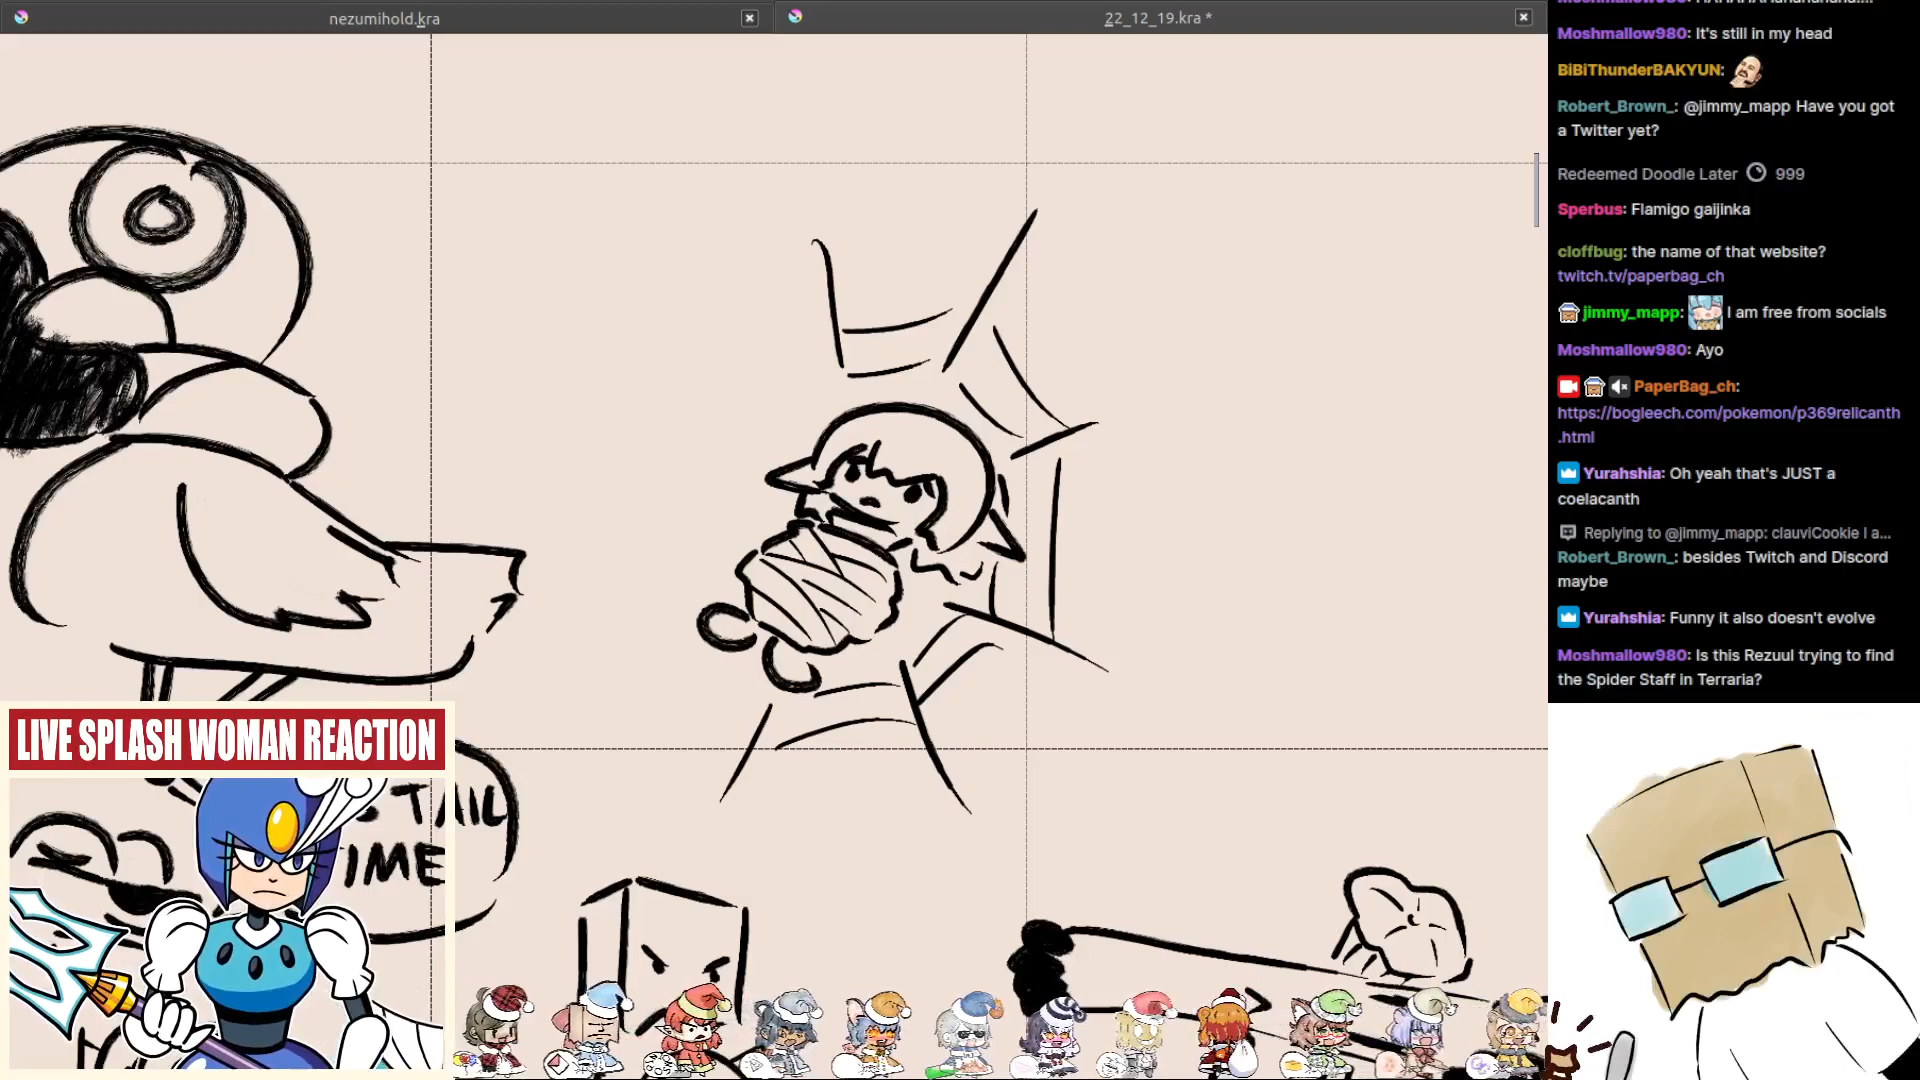 nezumihold.kra
22_12_19.kra *
Moshmallow980: It's still in my head
BiBiThunderBAKYUN:
Robert_Brown_: @jimmy_mapp Have you got
a Twitter yet?
Redeemed Doodle Later 999
Sperbus: Flamigo gaijinka
cloffbug: the name of that website?
twitch.tv/paperbag_ch
jimmy_mapp: I am free from socials
Moshmallow980: Ayo
PaperBag_ch:
https://bogleech.com/pokemon/p369relicanth
.html
Yurahshia: Oh yeah that's JUST a
coelacanth
Replying to @jimmy_mapp: clauviCookie I a...
Robert_Brown_: besides Twitch and Discord
maybe
Yurahshia: Funny it also doesn't evolve
Moshmallow980: Is this Rezuul trying to find
the Spider Staff in Terraria?
LIVE SPLASH WOMAN REACTION
TAIL
IME